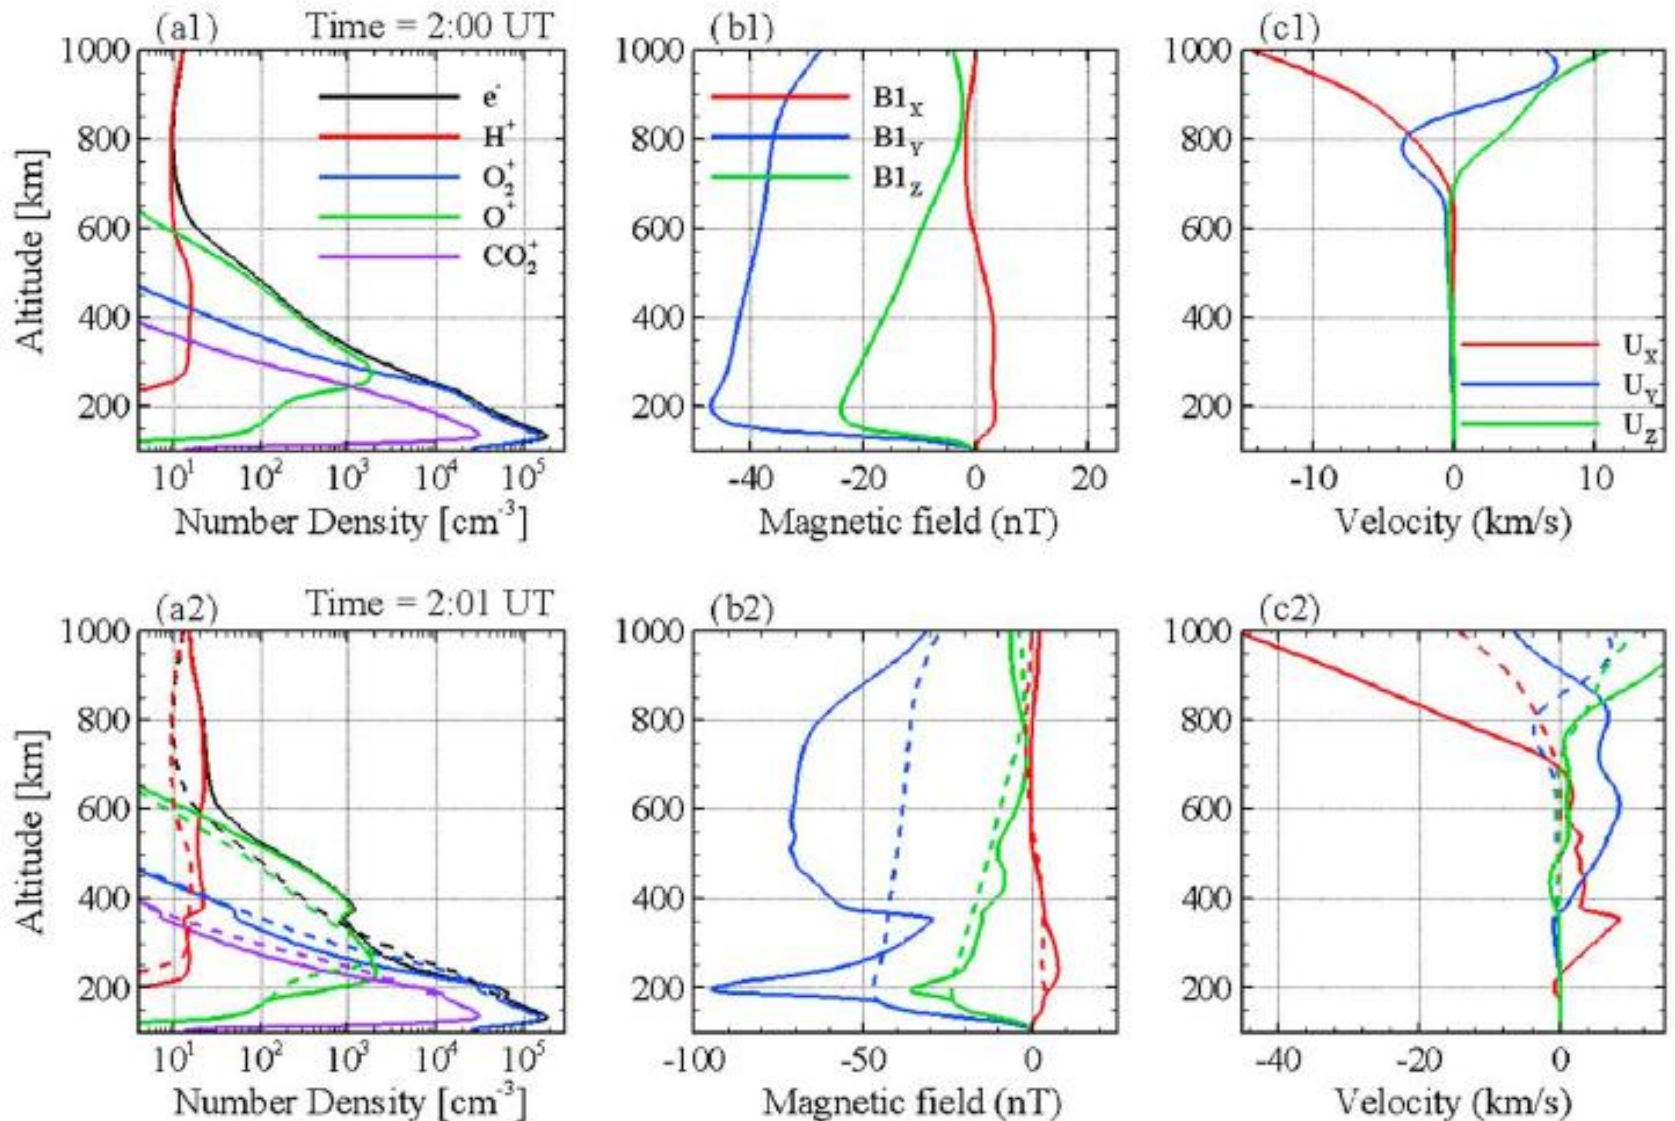 (a1) Time = 2:00 UT
(b1)
(c1)
Altitude [km]
1000
800
600
400
200
e⁻
H⁺
O₂⁺
O⁺
CO₂⁺
10¹ 10² 10³ 10⁴ 10⁵
Number Density [cm⁻³]
1000
800
600
400
200
B1X
B1Y
B1Z
-40 -20 0 20
Magnetic field (nT)
1000
800
600
400
200
UX
UY
UZ
-10 0 10
Velocity (km/s)
(a2) Time = 2:01 UT
(b2)
(c2)
Altitude [km]
1000
800
600
400
200
10¹ 10² 10³ 10⁴ 10⁵
Number Density [cm⁻³]
1000
800
600
400
200
-100 -50 0
Magnetic field (nT)
1000
800
600
400
200
-40 -20 0
Velocity (km/s)